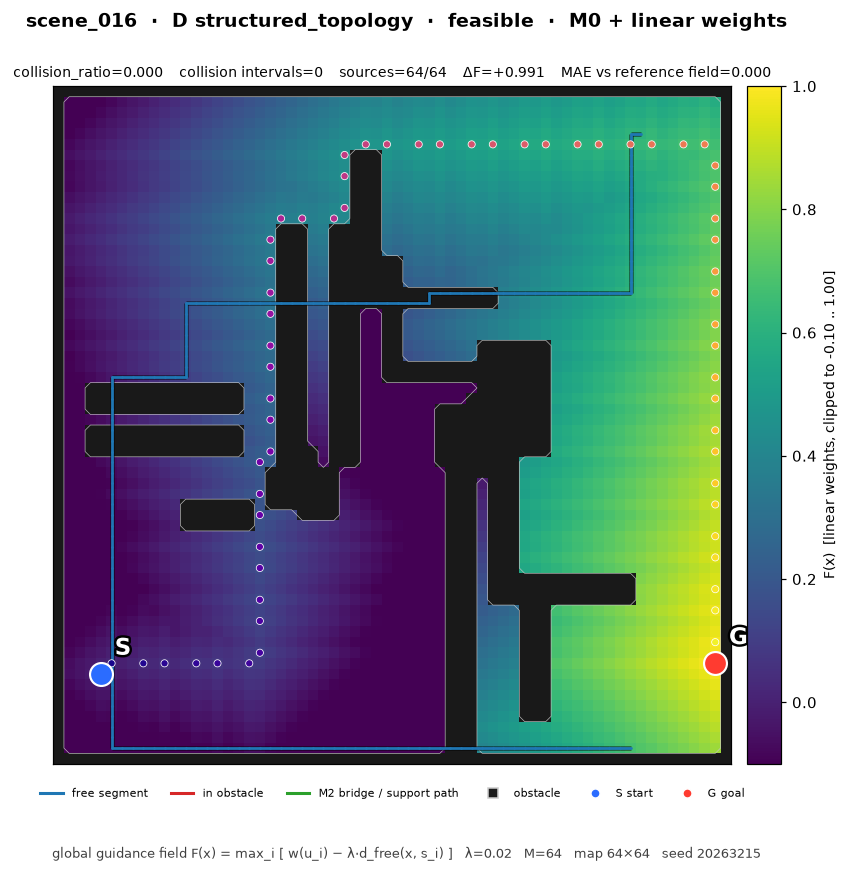 scene_016 · D structured_topology · feasible · M0 + linear weights
collision_ratio=0.000 collision intervals=0 sources=64/64 ΔF=+0.991 MAE vs reference field=0.000
1.0
0.8
0.6
0.4
0.2
0.0
F(x) [linear weights, clipped to -0.10 .. 1.00]
S
G
free segment
in obstacle
M2 bridge / support path
obstacle
S start
G goal
global guidance field F(x) = max_i [ w(u_i) − λ·d_free(x, s_i) ] λ=0.02 M=64 map 64×64 seed 20263215